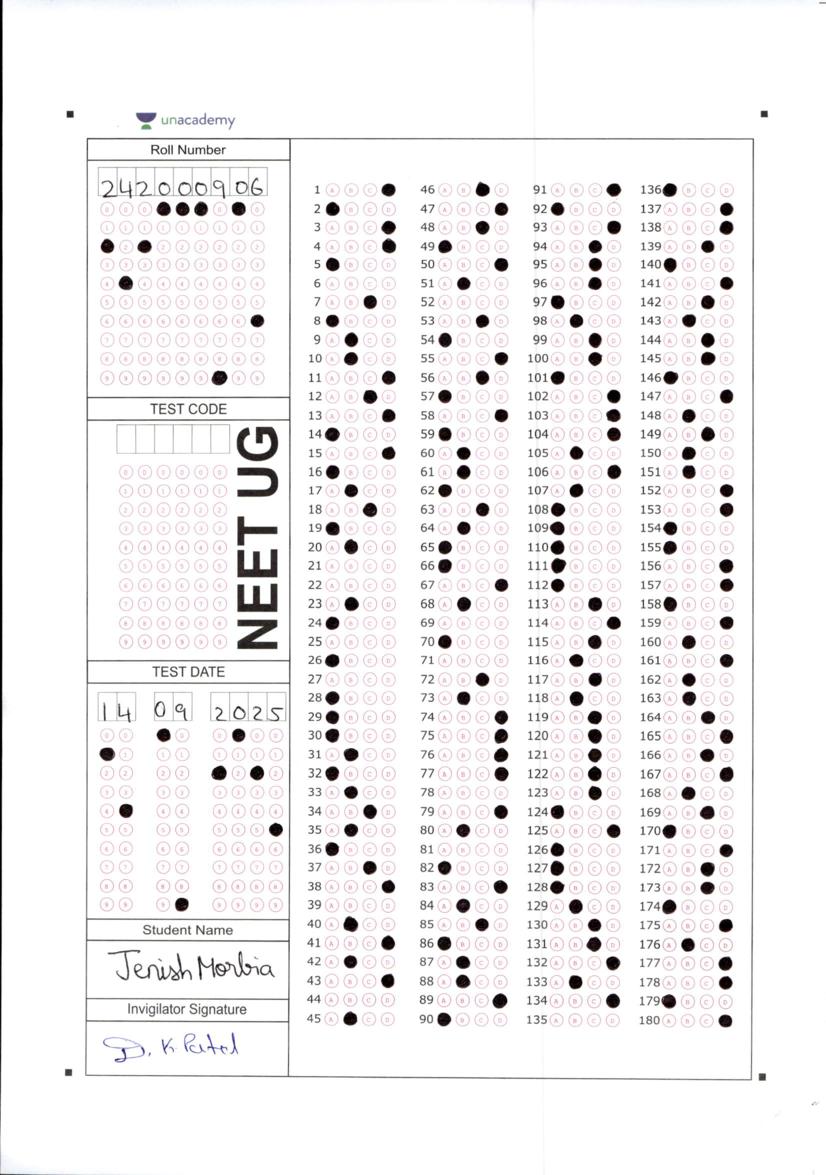 unacademy
Roll Number
242000906
TEST CODE
NEET UG
TEST DATE
14 09 2025
Student Name
Jenish Morbia
Invigilator Signature
D. K. Patel
1 A B C 46 A B D 91 A B C 136 B C D
2 B C D 47 A B C 92 B C D 137 A B C
3 A B C 48 A B D 93 A B C 138 A B C
4 A B C 49 B C D 94 A B D 139 A B D
5 B C D 50 A B C 95 A B D 140 B C D
6 A B C D 51 A C D 96 A B D 141 A B C
7 A B D 52 A B C D 97 B C D 142 A B D
8 B C D 53 A B D 98 A C D 143 A C D
9 A C D 54 B C D 99 A B D 144 A B D
10 A C D 55 A B C 100 A B D 145 A B D
11 A B C 56 A B D 101 B C D 146 B C D
12 A B D 57 B C D 102 A B C 147 A B C
13 A B C 58 A B C 103 A B C 148 A C D
14 B C D 59 B C D 104 A B C 149 A B D
15 A B C 60 A C D 105 A C D 150 A C D
16 B C D 61 A C D 106 A B C 151 A C D
17 A C D 62 B C D 107 A C D 152 A B C
18 A B D 63 A B D 108 B C D 153 A B C
19 B C D 64 A C D 109 B C D 154 B C D
20 A C D 65 B C D 110 B C D 155 B C D
21 A B C D 66 B C D 111 B C D 156 A B C
22 A B C D 67 A B C 112 B C D 157 A B C
23 A C D 68 A C D 113 A B D 158 B C D
24 B C D 69 A B C D 114 A B C 159 A B C
25 A B C D 70 B C D 115 A B D 160 A C D
26 B C D 71 A B C D 116 A C D 161 A B C
27 A B C D 72 A B D 117 A B D 162 A C D
28 B C D 73 A C D 118 A C D 163 A C D
29 B C D 74 A B C 119 A B D 164 A B D
30 B C D 75 A B C 120 A B D 165 A B C
31 A C D 76 A B C 121 A B D 166 A B D
32 B C D 77 A B C 122 A B D 167 A B C
33 A C D 78 A B C D 123 A B D 168 A C D
34 A B D 79 A B C 124 B C D 169 A B D
35 A C D 80 A C D 125 A B C 170 B C D
36 B C D 81 A B C D 126 B C D 171 A B C
37 A B D 82 B C D 127 B C D 172 A B D
38 A B C 83 A B C 128 B C D 173 A B D
39 A B C D 84 A C D 129 A C D 174 B C D
40 A C D 85 A B D 130 A B D 175 A B C
41 A B C 86 B C D 131 A B D 176 A C D
42 A C D 87 A C D 132 A B C 177 A B C
43 A B C 88 A C D 133 A C D 178 A B C
44 A B C D 89 A B C 134 A B C 179 B C D
45 A C D 90 B C D 135 A B C D 180 A B C